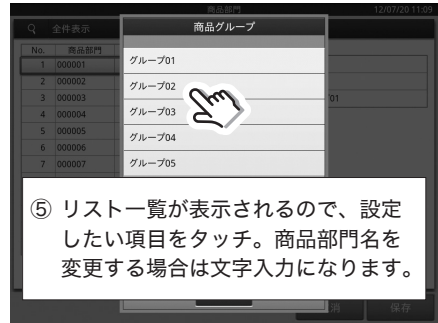 商品部門 12/07/20 11:09
全件表示
商品グループ
No. 商品部門
1 000001
2 000002
3 000003
4 000004
5 000005
6 000006
7 000007
グループ01
グループ02
グループ03
グループ04
グループ05
01
⑤ リスト一覧が表示されるので、設定
したい項目をタッチ。商品部門名を
変更する場合は文字入力になります。
消 保存